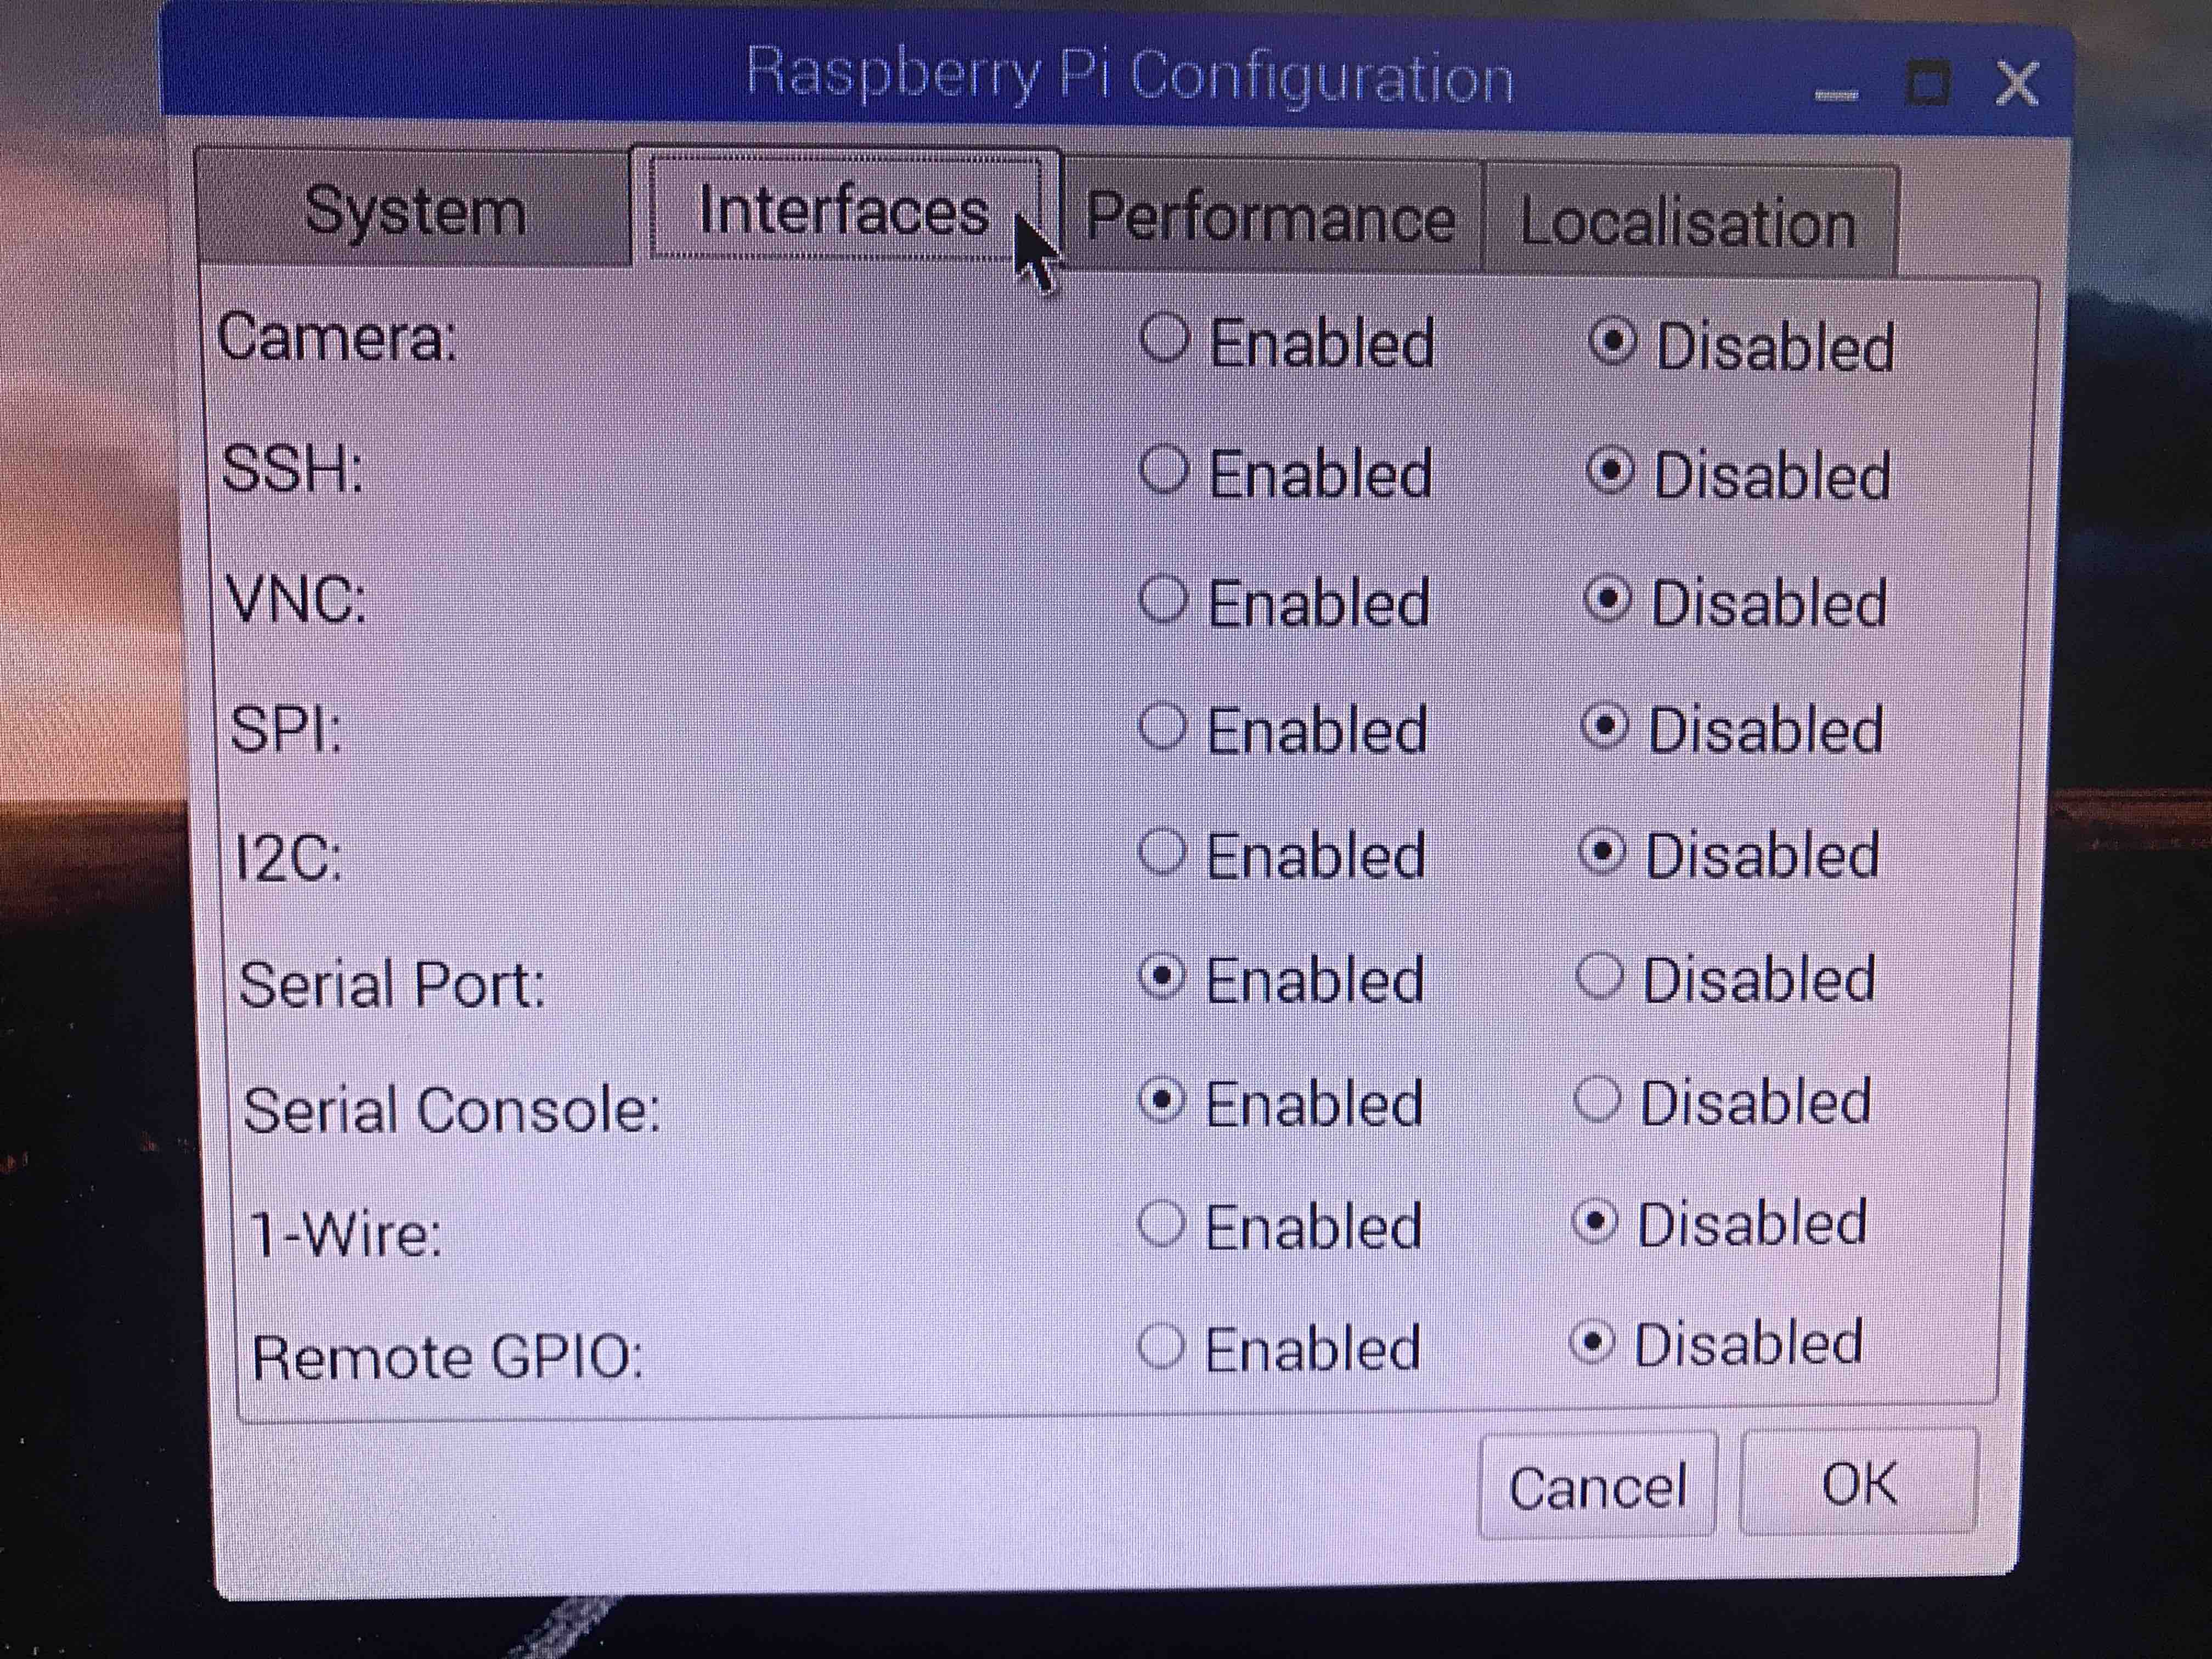 Raspberry Pi Configuration
System Interfaces Performance Localisation
Camera: Enabled Disabled
SSH: Enabled Disabled
VNC: Enabled Disabled
SPI: Enabled Disabled
I2C: Enabled Disabled
Serial Port: Enabled Disabled
Serial Console: Enabled Disabled
1-Wire: Enabled Disabled
Remote GPIO: Enabled Disabled
Cancel OK